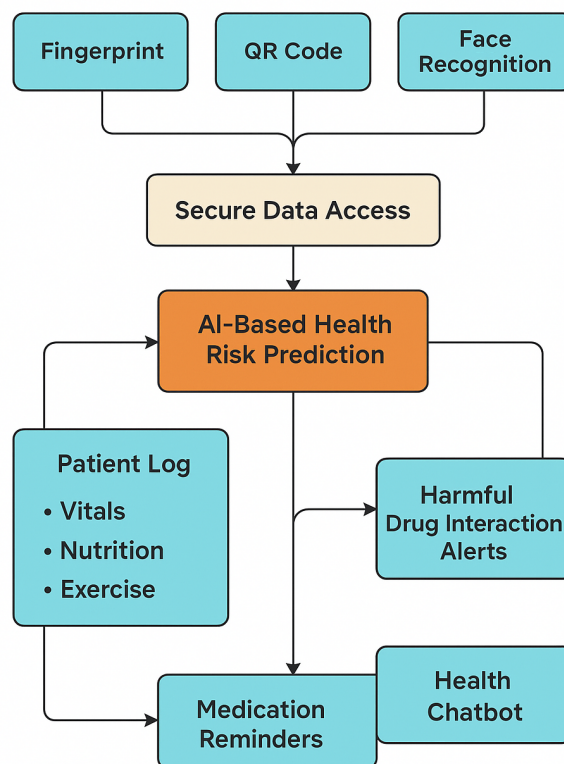 Fingerprint
QR Code
Face
Recognition
Secure Data Access
AI-Based Health
Risk Prediction
Patient Log
• Vitals
• Nutrition
• Exercise
Harmful
Drug Interaction
Alerts
Medication
Reminders
Health
Chatbot